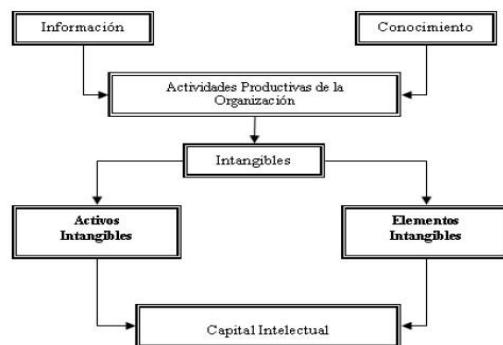 Información
Conocimiento
Actividades Productivas de la
Organización
Intangibles
Activos
Intangibles
Elementos
Intangibles
Capital Intelectual